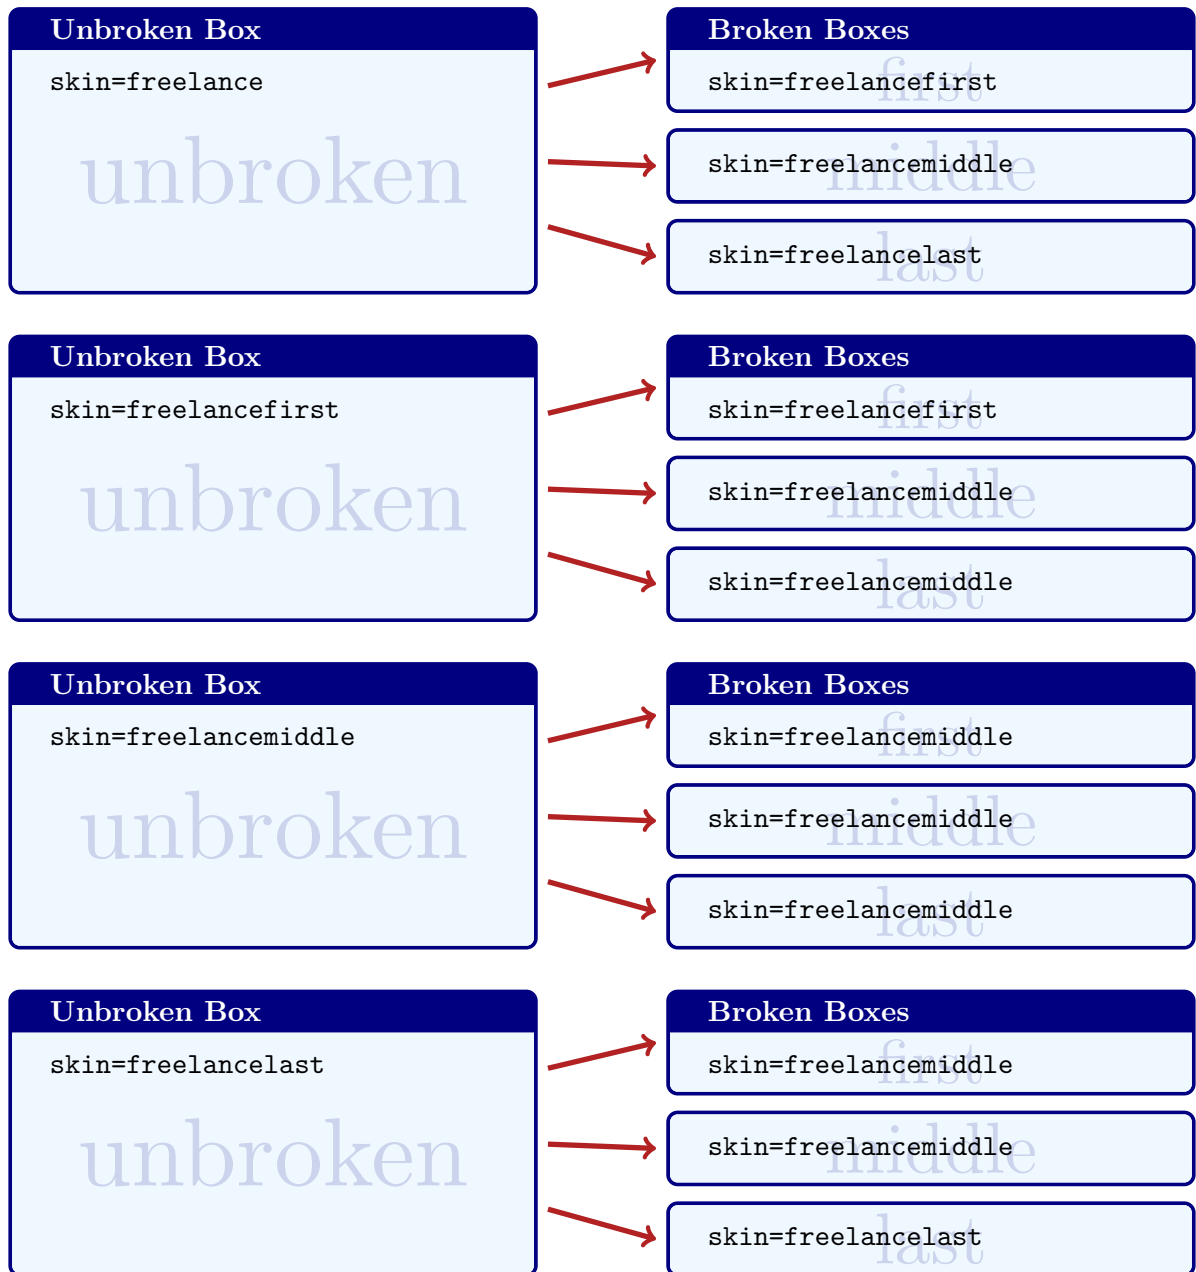 Unbroken Box
skin=freelance
unbroken
Broken Boxes
first
skin=freelancefirst
middle
skin=freelancemiddle
last
skin=freelancelast
Unbroken Box
skin=freelancefirst
unbroken
Broken Boxes
first
skin=freelancefirst
middle
skin=freelancemiddle
last
skin=freelancemiddle
Unbroken Box
skin=freelancemiddle
unbroken
Broken Boxes
first
skin=freelancemiddle
middle
skin=freelancemiddle
last
skin=freelancemiddle
Unbroken Box
skin=freelancelast
unbroken
Broken Boxes
first
skin=freelancemiddle
middle
skin=freelancemiddle
last
skin=freelancelast